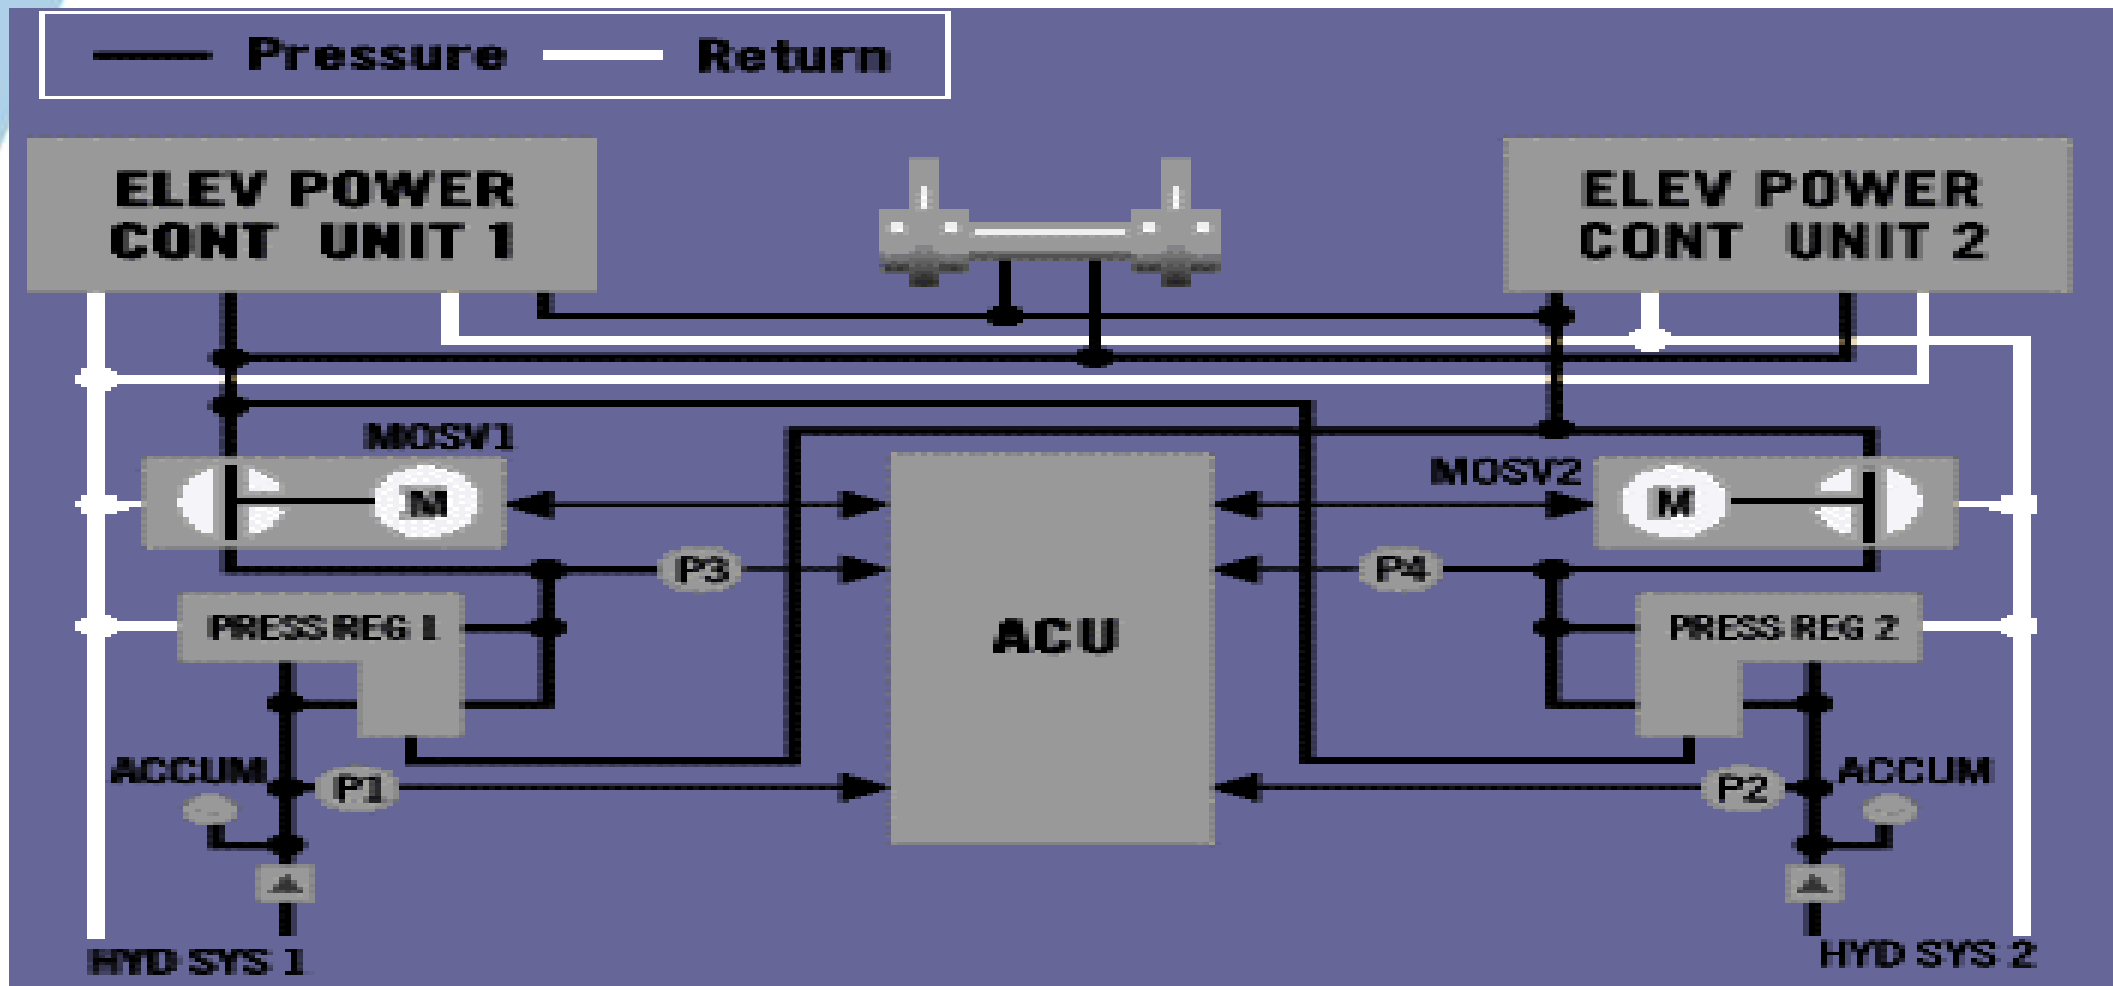 Pressure Return
ELEV POWER
CONT UNIT 1
ELEV POWER
CONT UNIT 2
MOSV1
M
MOSV2
M
P3
P4
PRESS REG 1
ACU
PRESS REG 2
ACCUM
P1
P2
ACCUM
HYD SYS 1
HYD SYS 2